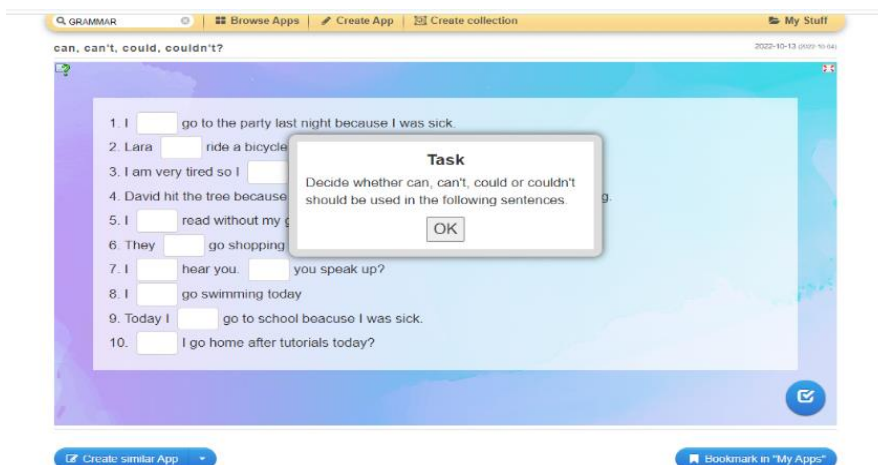 GRAMMAR Browse Apps Create App Create collection My Stuff
can, can't, could, couldn't? 2022-10-13 (2022-10-04)
1. I go to the party last night because I was sick.
2. Lara ride a bicycle
3. I am very tired so I
4. David hit the tree because g.
5. I read without my g
6. They go shopping
7. I hear you. you speak up?
8. I go swimming today
9. Today I go to school beacuse I was sick.
10. I go home after tutorials today?
Task
Decide whether can, can't, could or couldn't
should be used in the following sentences.
OK
Create similar App
Bookmark in "My Apps"